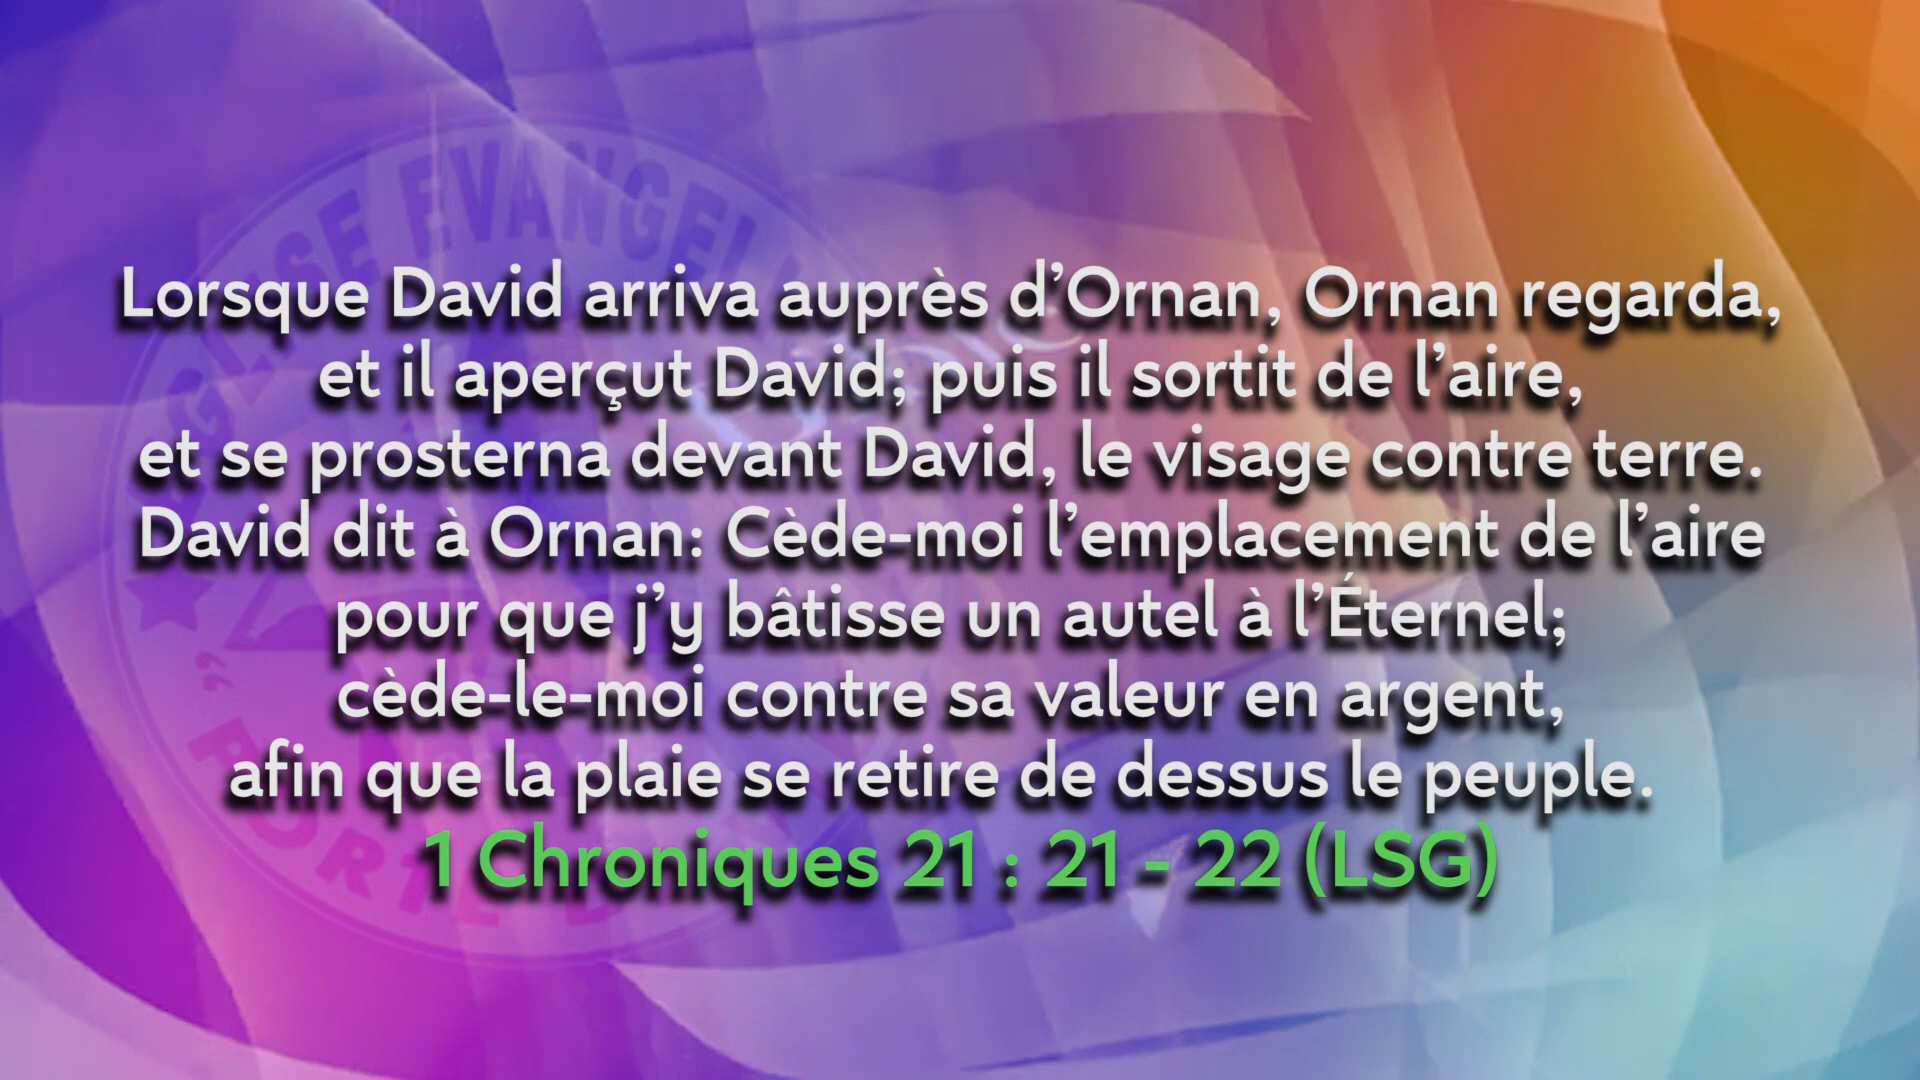 Lorsque David arriva auprès d’Ornan, Ornan regarda,
et il aperçut David; puis il sortit de l’aire,
et se prosterna devant David, le visage contre terre.
David dit à Ornan: Cède-moi l’emplacement de l’aire
pour que j’y bâtisse un autel à l’Éternel;
cède-le-moi contre sa valeur en argent,
afin que la plaie se retire de dessus le peuple.
1 Chroniques 21 : 21 - 22 (LSG)